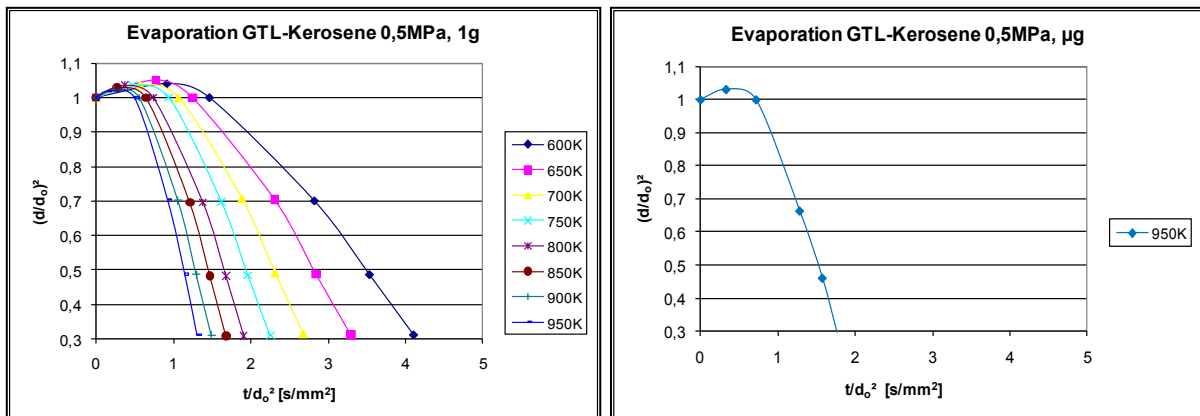 Evaporation GTL-Kerosene 0,5MPa, 1g
1,1
1
0,9
0,8
0,7
0,6
0,5
0,4
0,3
(d/dₒ)²
0
1
2
3
4
5
t/dₒ² [s/mm²]
600K
650K
700K
750K
800K
850K
900K
950K
Evaporation GTL-Kerosene 0,5MPa, µg
1,1
1
0,9
0,8
0,7
0,6
0,5
0,4
0,3
(d/dₒ)²
0
1
2
3
4
5
t/dₒ² [s/mm²]
950K